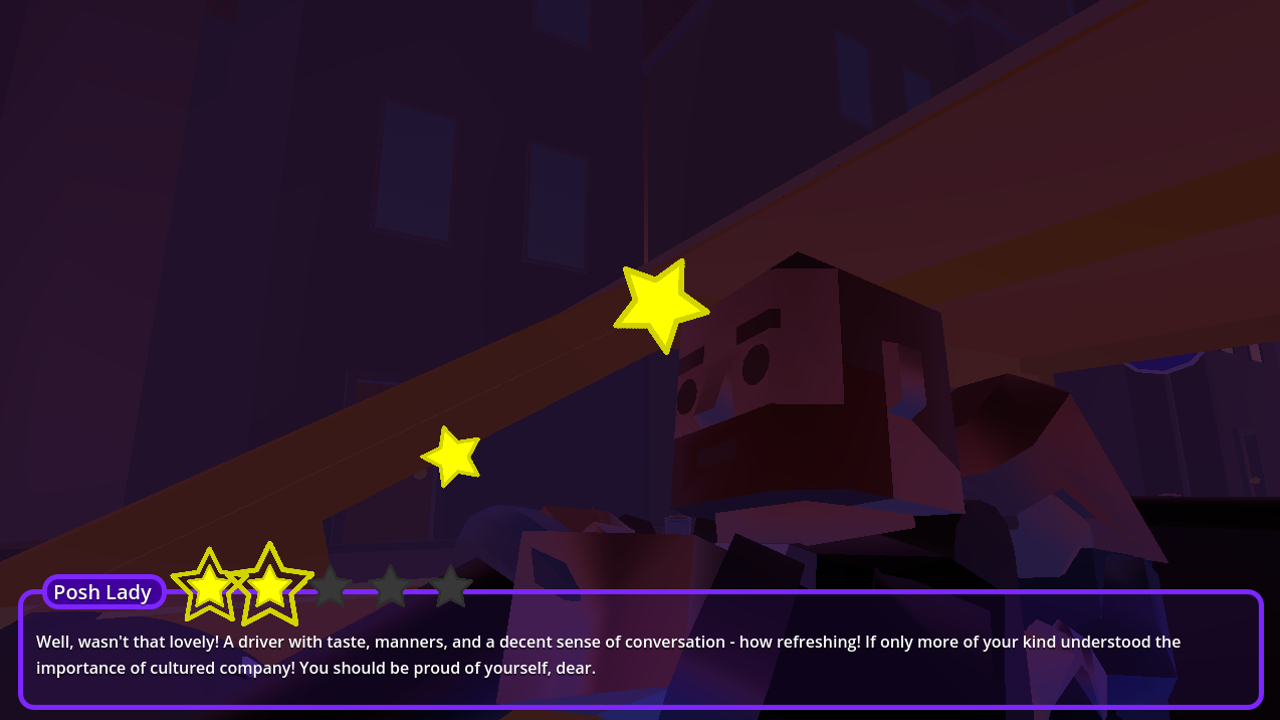 Posh Lady
Well, wasn't that lovely! A driver with taste, manners, and a decent sense of conversation - how refreshing! If only more of your kind understood the
importance of cultured company! You should be proud of yourself, dear.